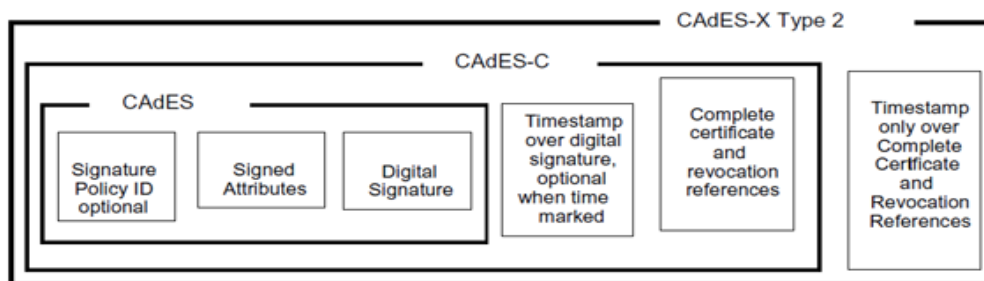 CAdES-X Type 2
CAdES-C
CAdES
Signature
Policy ID
optional
Signed
Attributes
Digital
Signature
Timestamp
over digital
signature,
optional
when time
marked
Complete
certificate
and
revocation
references
Timestamp
only over
Complete
Certficate
and
Revocation
References